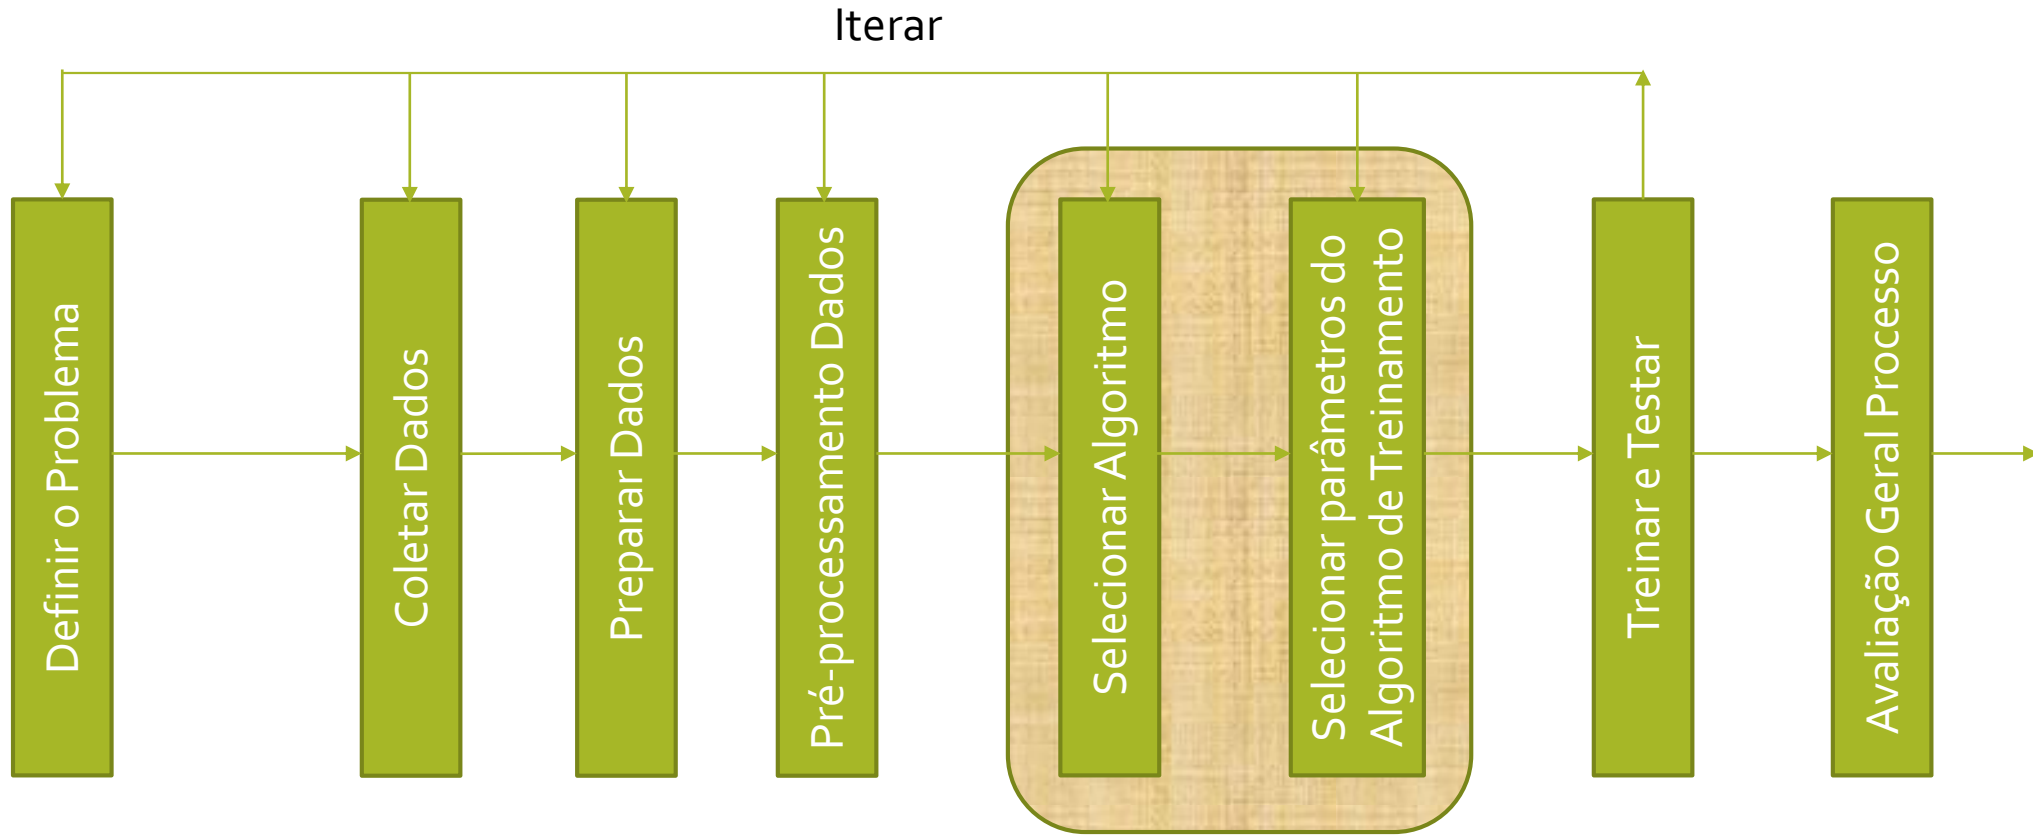 Iterar
Definir o Problema
Coletar Dados
Preparar Dados
Pré-processamento Dados
Selecionar Algoritmo
Selecionar parâmetros do
Algoritmo de Treinamento
Treinar e Testar
Avaliação Geral Processo